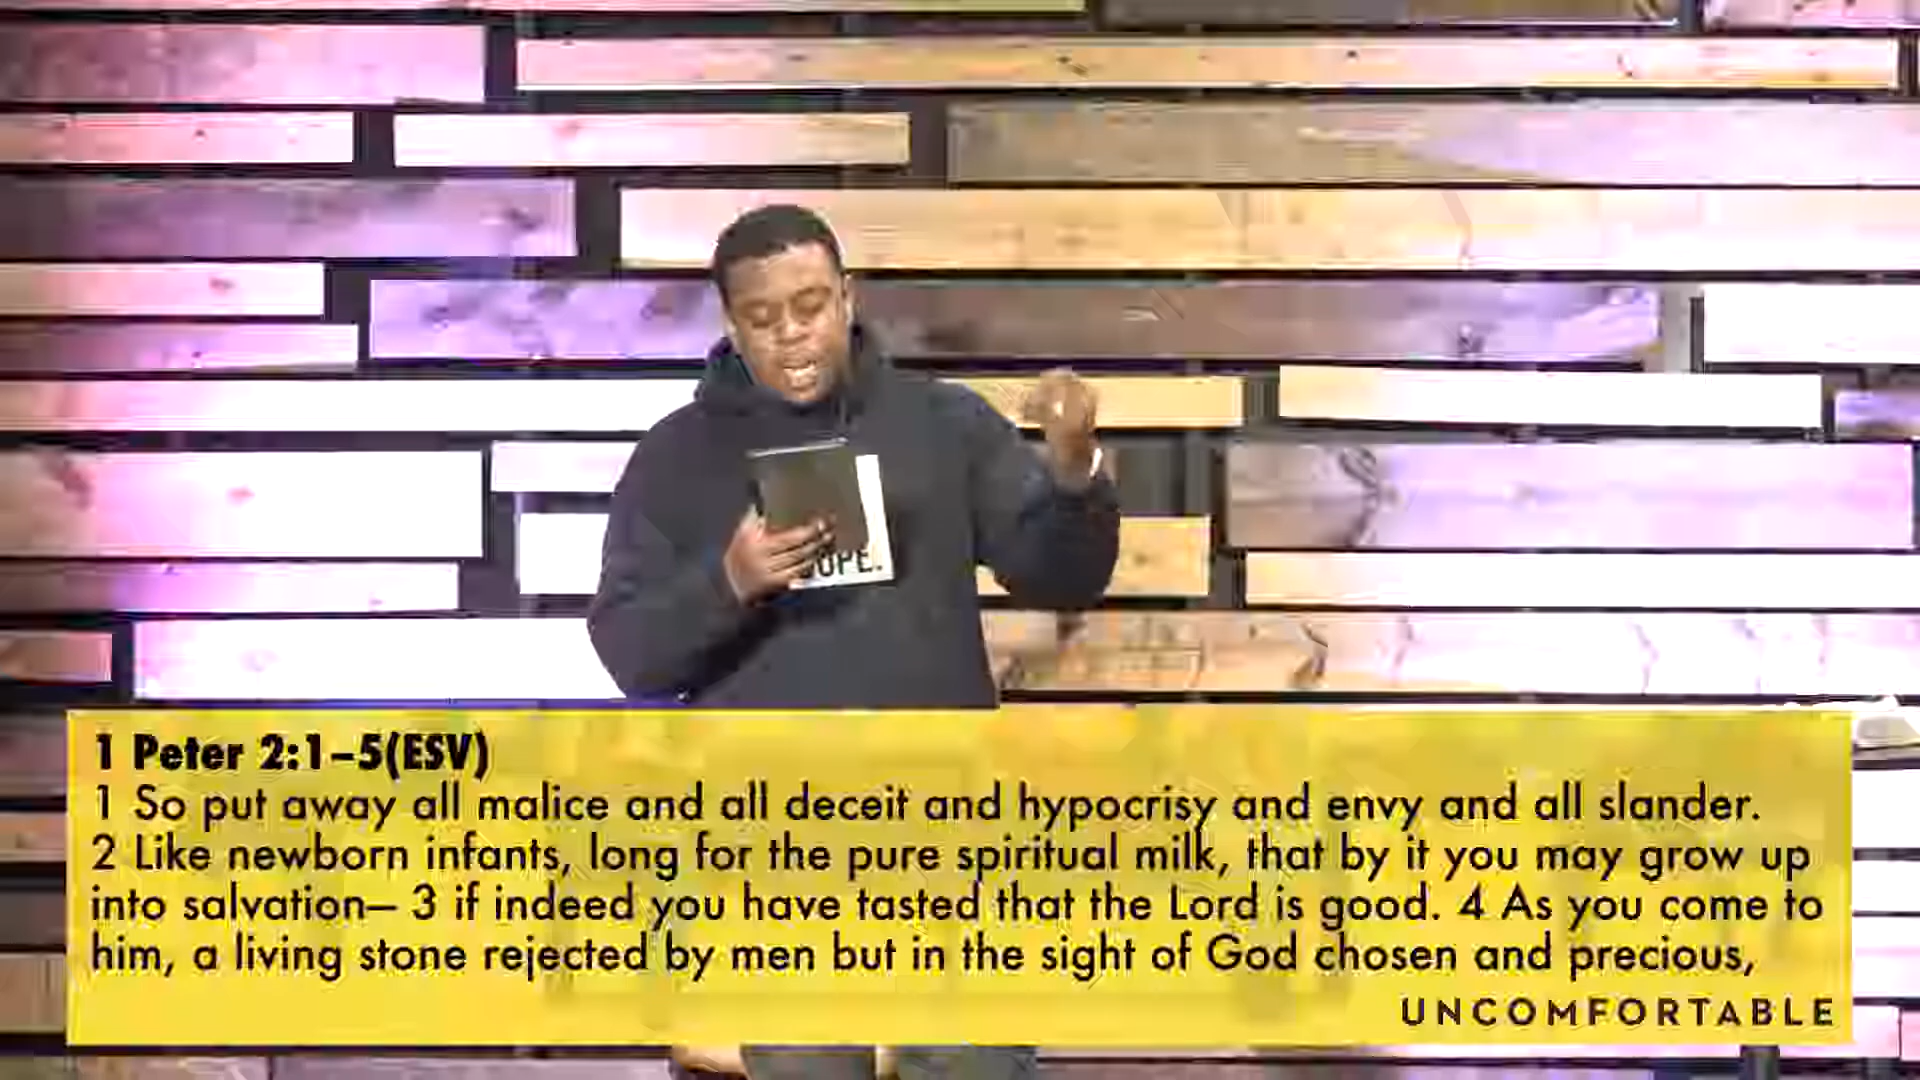 OPE.
1 Peter 2:1–5(ESV)
1 So put away all malice and all deceit and hypocrisy and envy and all slander.
2 Like newborn infants, long for the pure spiritual milk, that by it you may grow up
into salvation— 3 if indeed you have tasted that the Lord is good. 4 As you come to
him, a living stone rejected by men but in the sight of God chosen and precious,
UNCOMFORTABLE